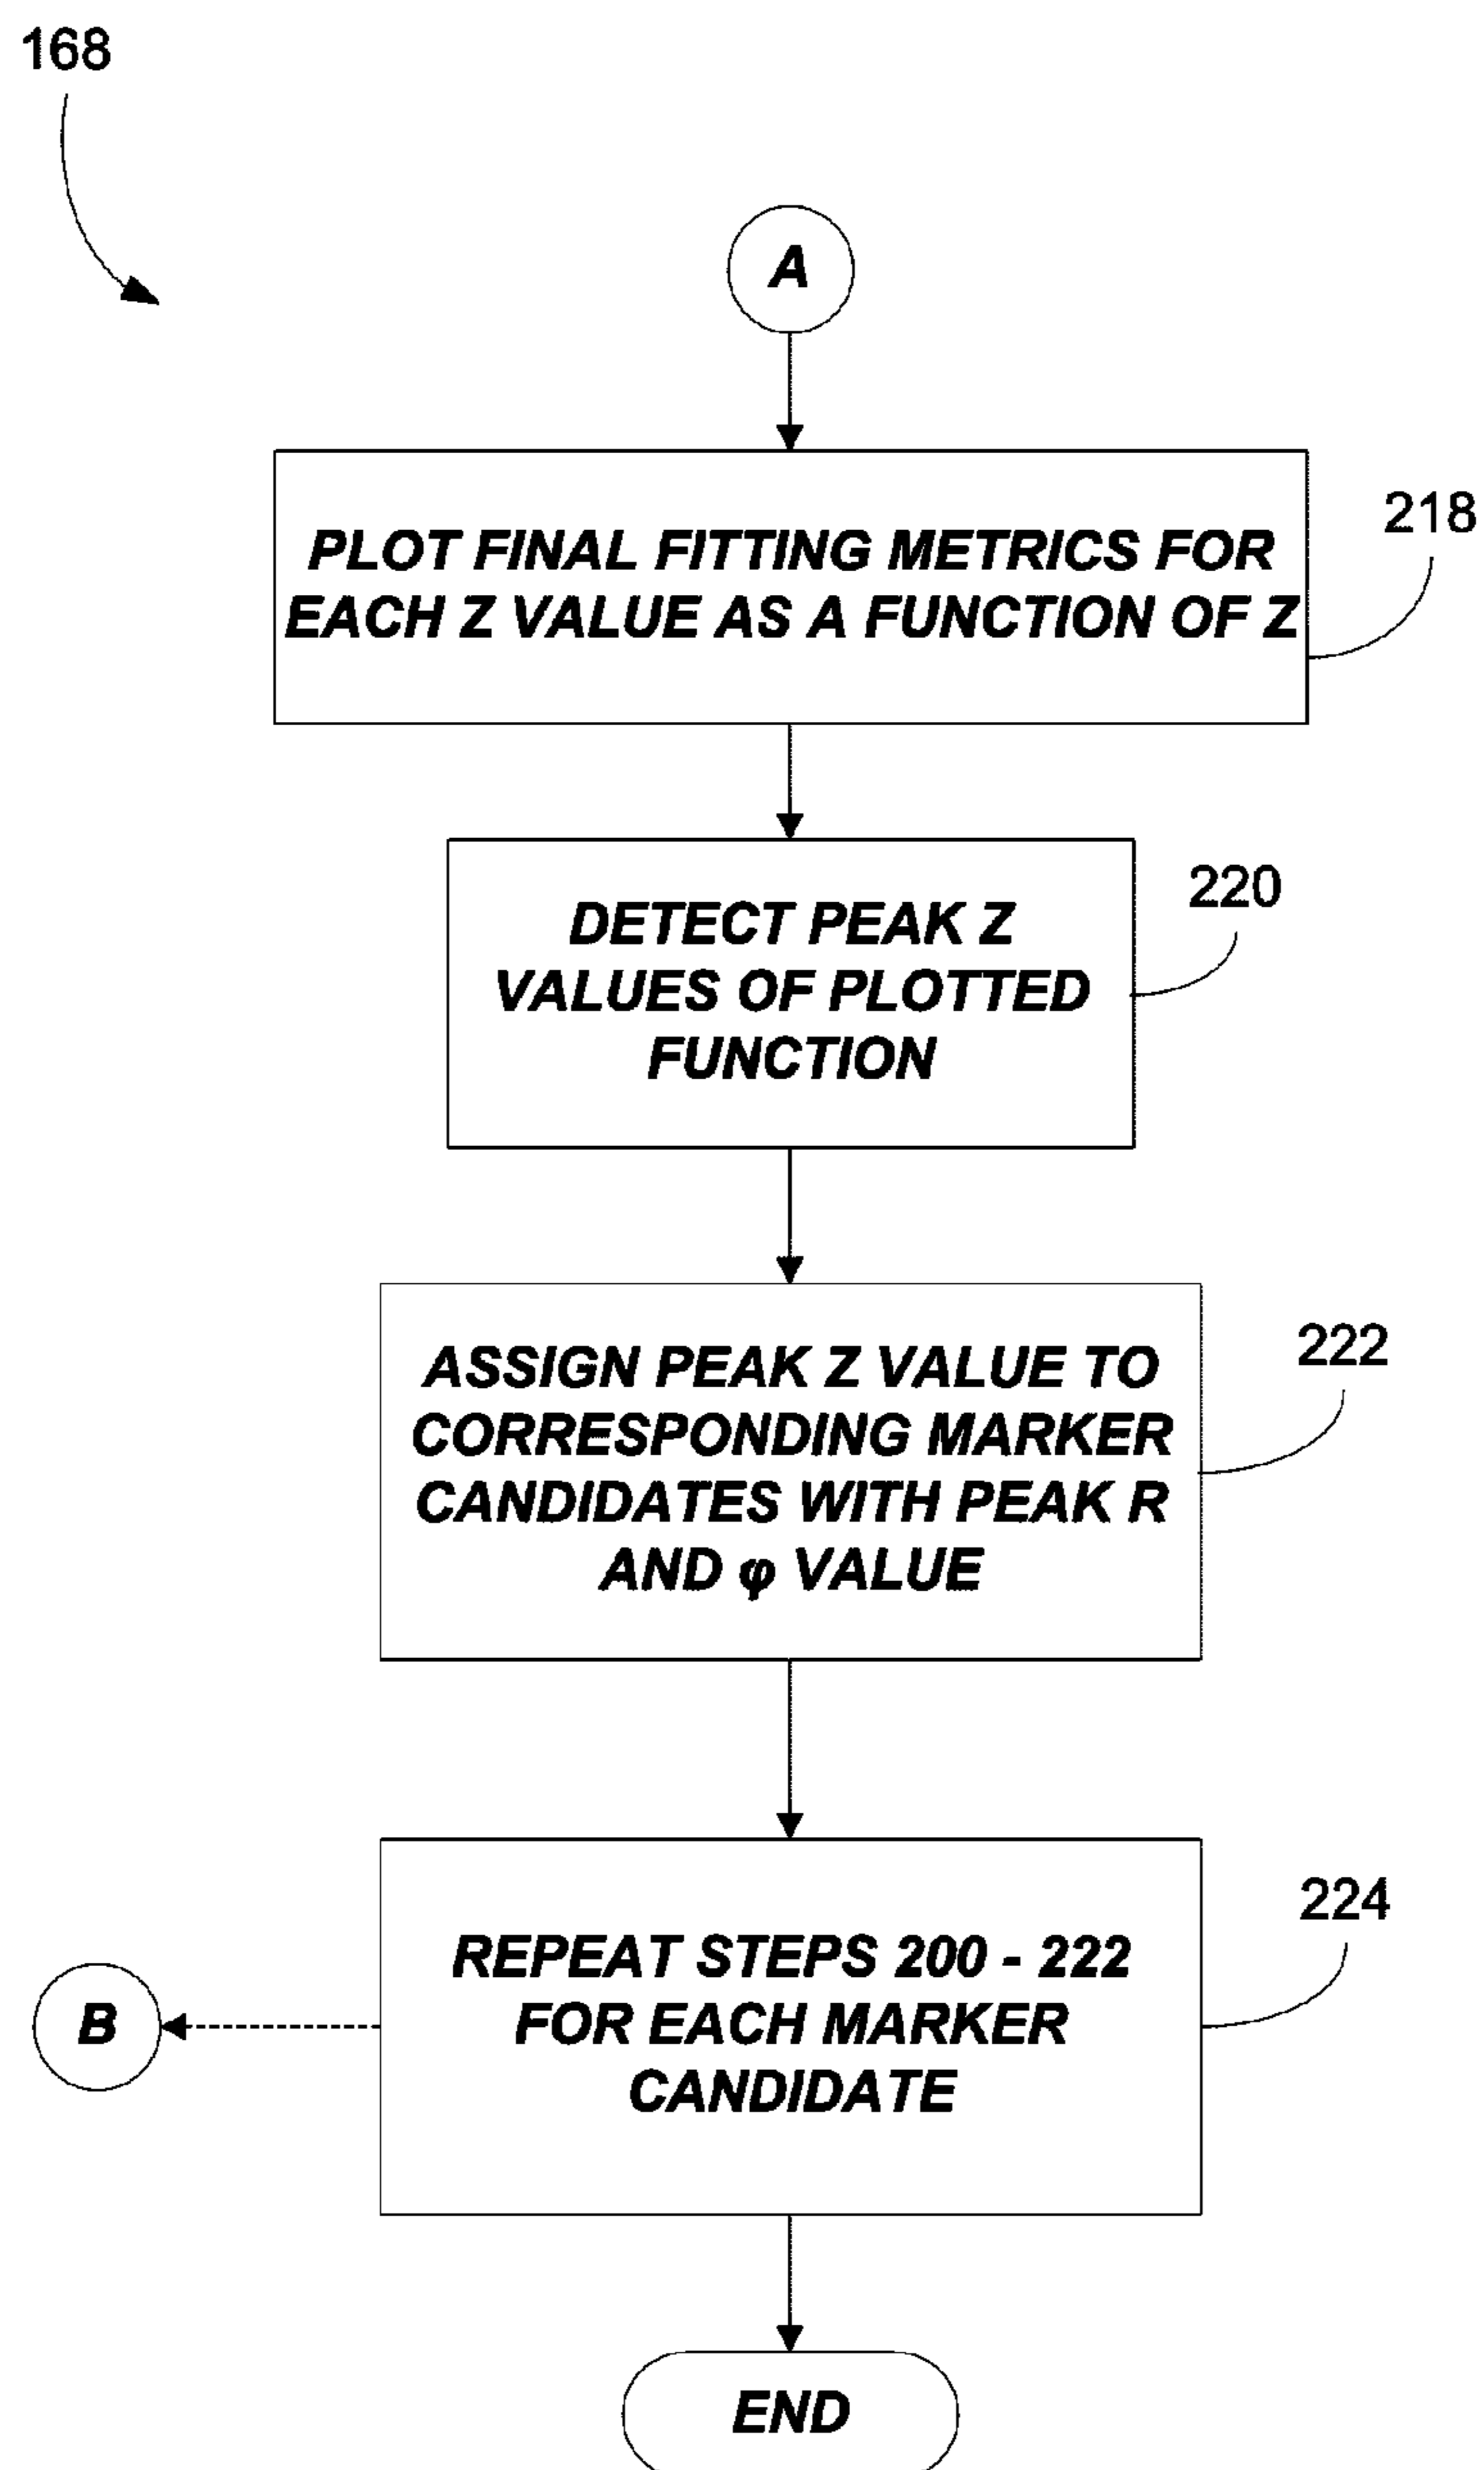 168
A
PLOT FINAL FITTING METRICS FOR
EACH Z VALUE AS A FUNCTION OF Z
218
DETECT PEAK Z
VALUES OF PLOTTED
FUNCTION
220
ASSIGN PEAK Z VALUE TO
CORRESPONDING MARKER
CANDIDATES WITH PEAK R
AND φ VALUE
222
REPEAT STEPS 200 - 222
FOR EACH MARKER
CANDIDATE
224
B
END